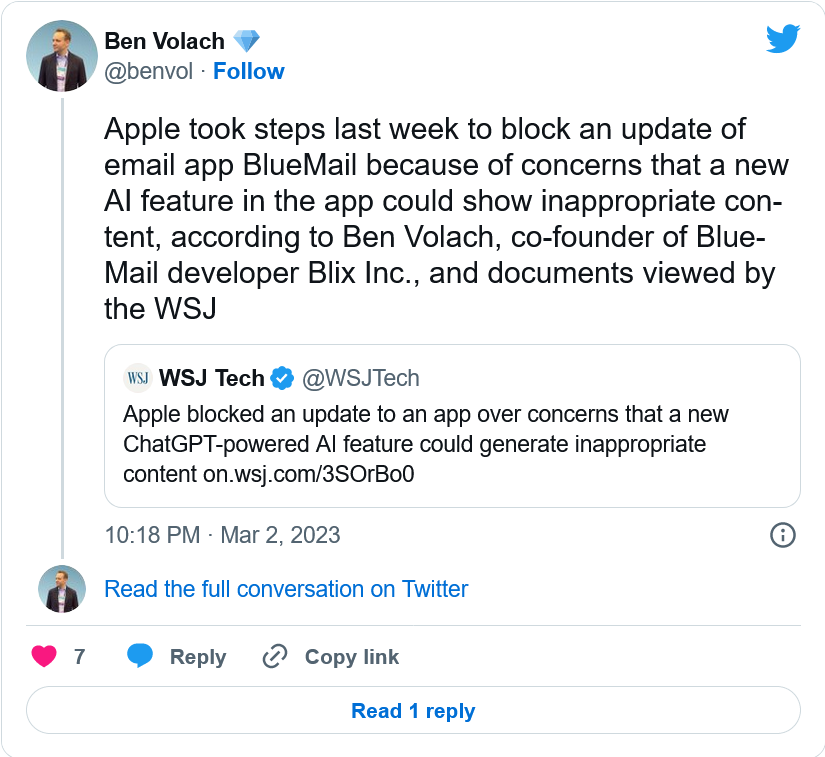 Ben Volach 💎
@benvol · Follow
Apple took steps last week to block an update of
email app BlueMail because of concerns that a new
AI feature in the app could show inappropriate con-
tent, according to Ben Volach, co-founder of Blue-
Mail developer Blix Inc., and documents viewed by
the WSJ
WSJ WSJ Tech @WSJTech
Apple blocked an update to an app over concerns that a new
ChatGPT-powered AI feature could generate inappropriate
content on.wsj.com/3SOrBo0
10:18 PM · Mar 2, 2023
Read the full conversation on Twitter
7 Reply Copy link
Read 1 reply